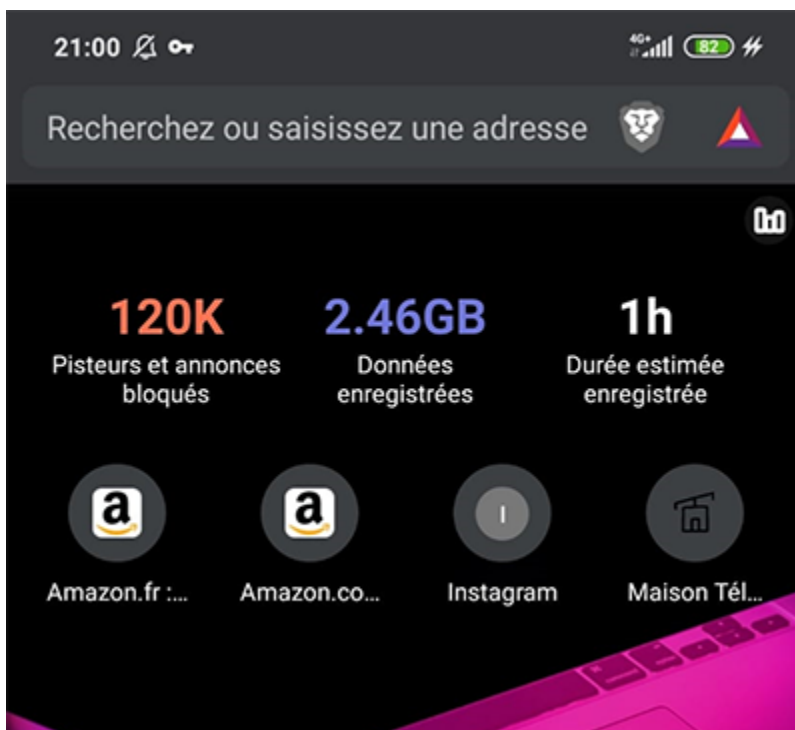 21:00
4G+
82
Recherchez ou saisissez une adresse
120K
2.46GB
1h
Pisteurs et annonces
bloqués
Données
enregistrées
Durée estimée
enregistrée
a
a
I
Amazon.fr :...
Amazon.co...
Instagram
Maison Tél...